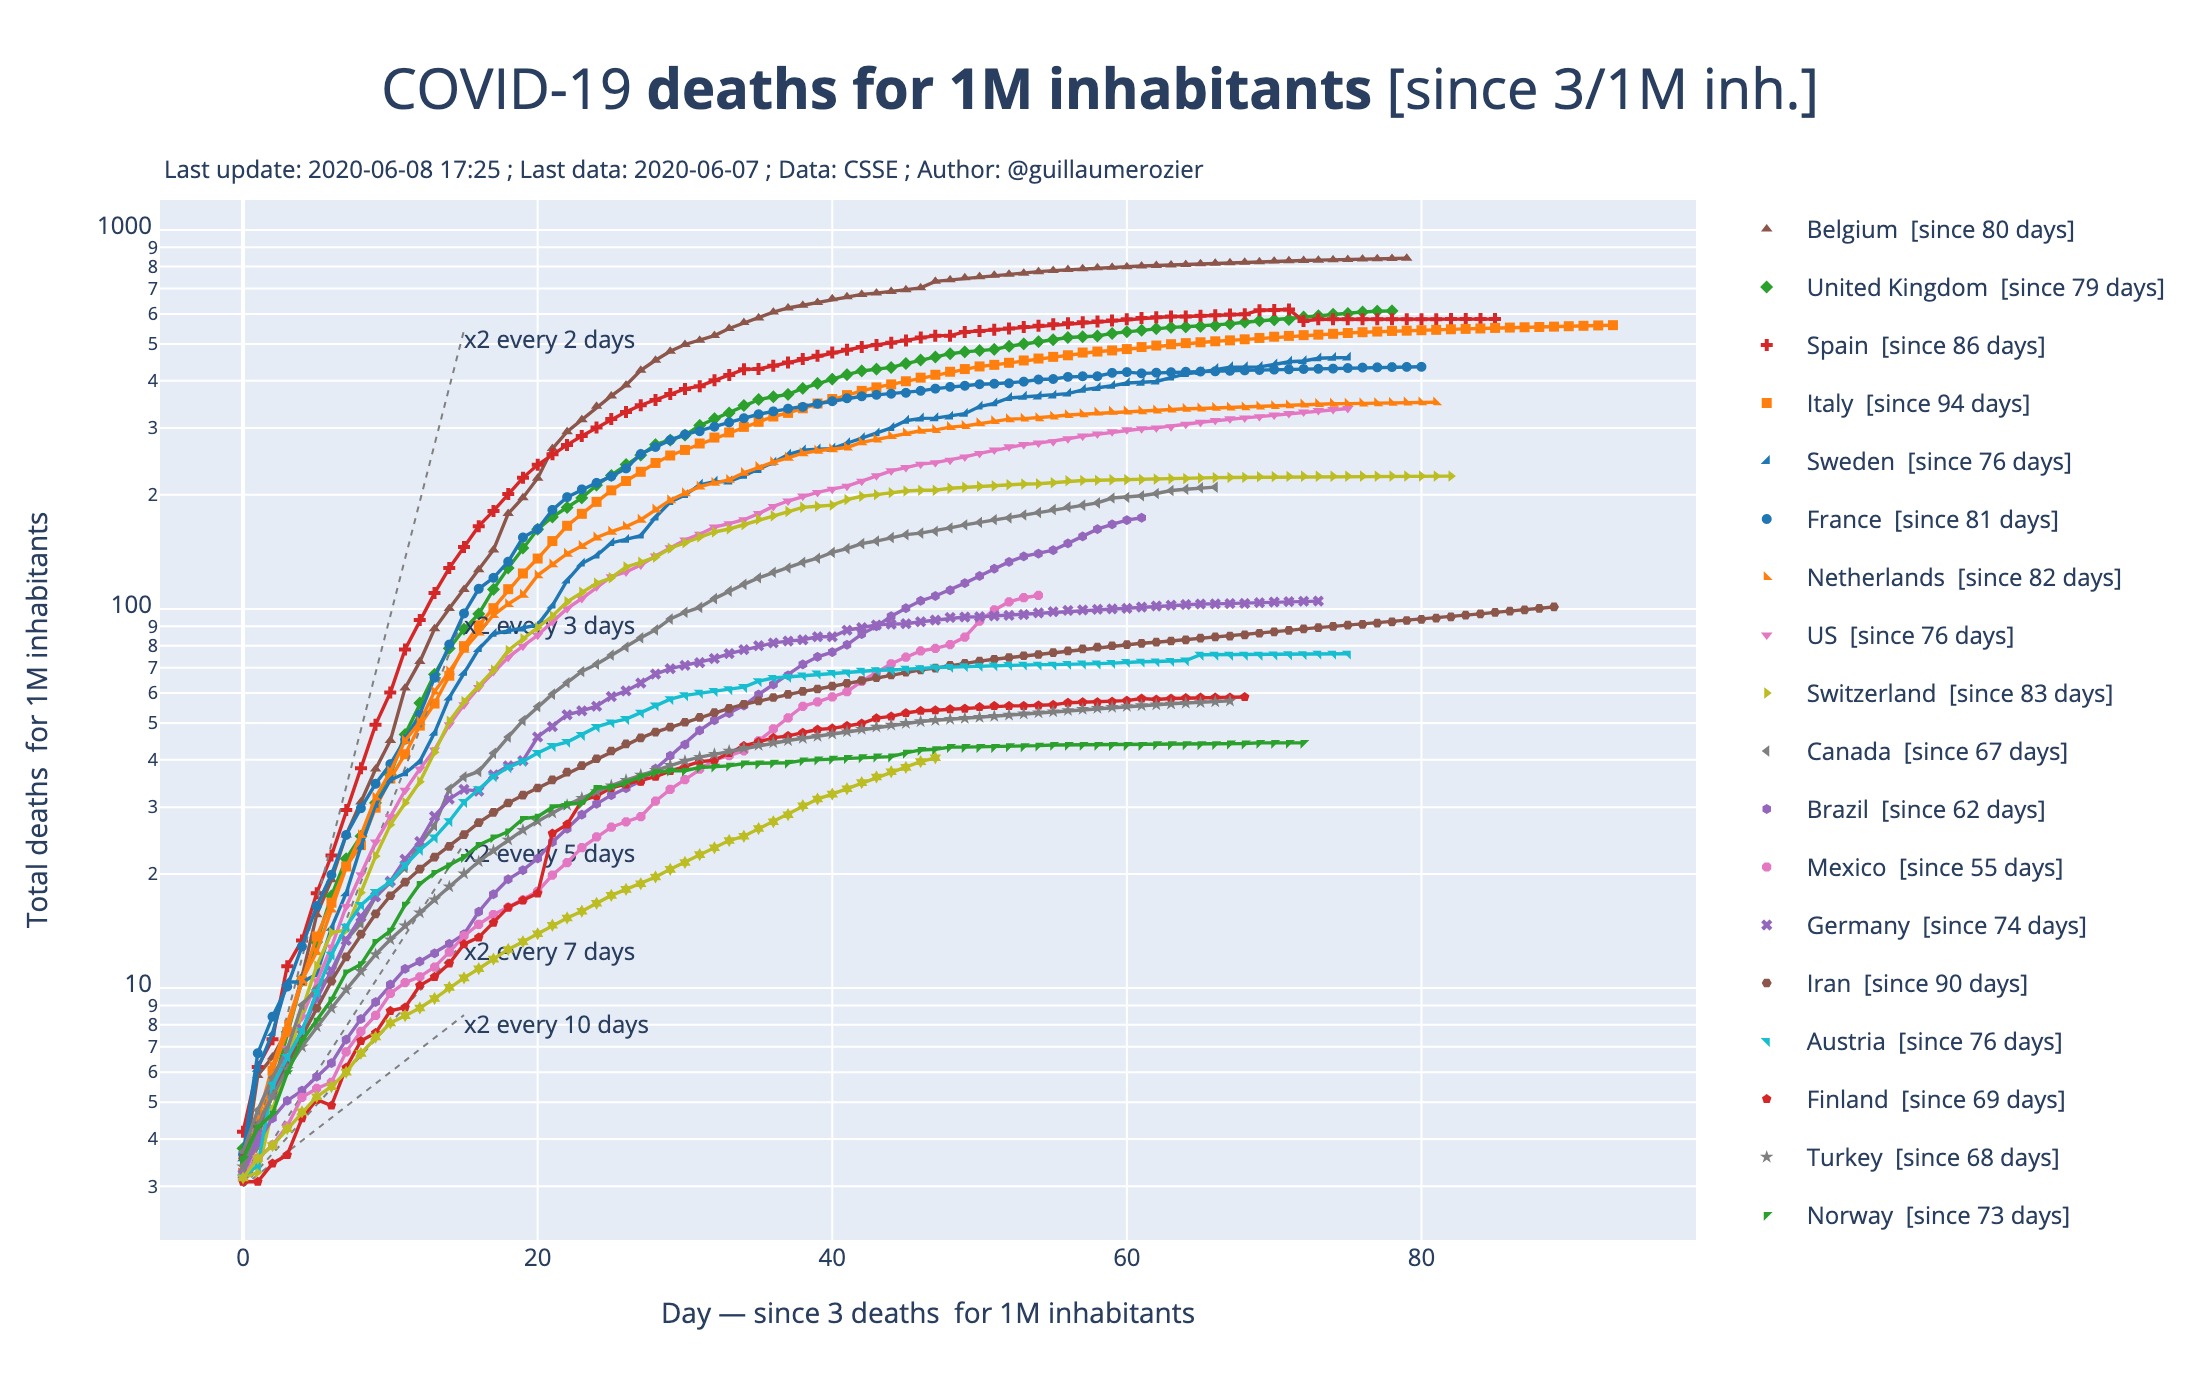 COVID-19 deaths for 1M inhabitants [since 3/1M inh.]
Last update: 2020-06-08 17:25 ; Last data: 2020-06-07 ; Data: CSSE ; Author: @guillaumerozier
Total deaths  for 1M inhabitants
1000
9
8
7
6
5
4
3
2
100
9
8
7
6
5
4
3
2
10
9
8
7
6
5
4
3
x2 every 2 days
x2 every 3 days
x2 every 5 days
x2 every 7 days
x2 every 10 days
0 20 40 60 80
Day — since 3 deaths  for 1M inhabitants
Belgium  [since 80 days]
United Kingdom  [since 79 days]
Spain  [since 86 days]
Italy  [since 94 days]
Sweden  [since 76 days]
France  [since 81 days]
Netherlands  [since 82 days]
US  [since 76 days]
Switzerland  [since 83 days]
Canada  [since 67 days]
Brazil  [since 62 days]
Mexico  [since 55 days]
Germany  [since 74 days]
Iran  [since 90 days]
Austria  [since 76 days]
Finland  [since 69 days]
Turkey  [since 68 days]
Norway  [since 73 days]